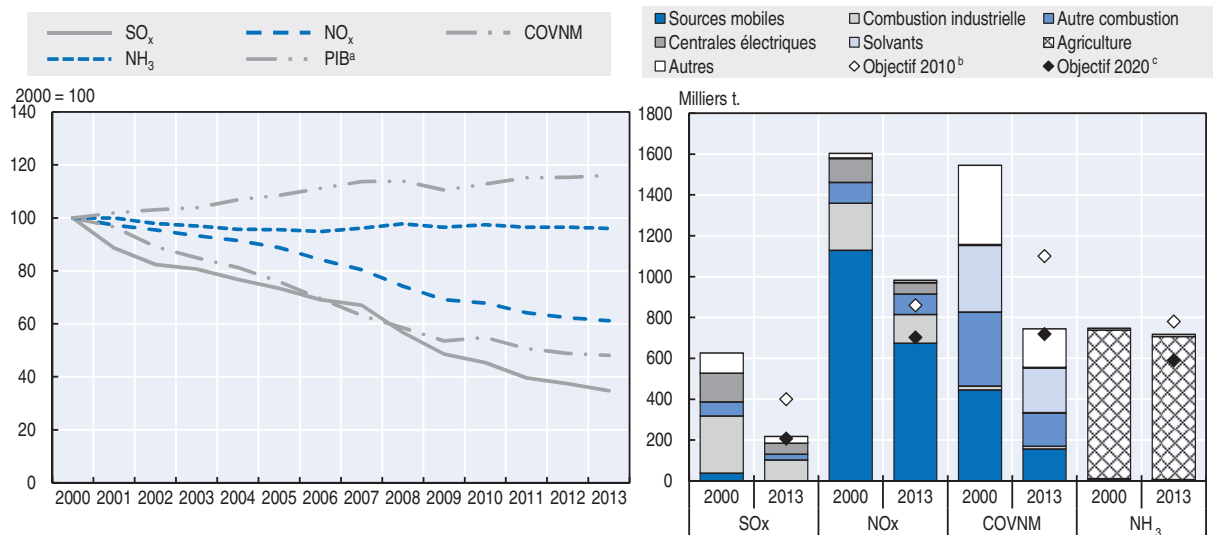 SOx NOx COVNM
NH3 PIBa
2000 = 100
140
120
100
80
60
40
20
0
2000 2001 2002 2003 2004 2005 2006 2007 2008 2009 2010 2011 2012 2013
Sources mobiles Combustion industrielle Autre combustion
Centrales électriques Solvants Agriculture
Autres Objectif 2010 b Objectif 2020 c
Milliers t.
1800
1600
1400
1200
1000
800
600
400
200
0
2000 2013 2000 2013 2000 2013 2000 2013
SOx NOx COVNM NH3